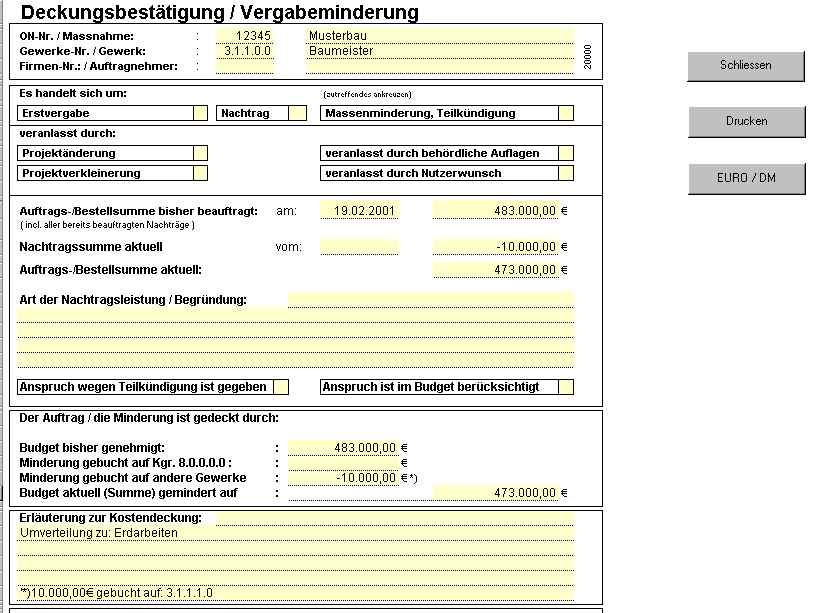 Deckungsbestätigung / Vergabeminderung
ON-Nr. / Massnahme: : 12345 Musterbau
Gewerke-Nr. / Gewerk: : 3.1.1.0.0 Baumeister
Firmen-Nr.: / Auftragnehmer: :
20000
Schliessen
Drucken
EURO / DM
Es handelt sich um: (zutreffendes ankreuzen)
Erstvergabe Nachtrag Massenminderung, Teilkündigung
veranlasst durch:
Projektänderung veranlasst durch behördliche Auflagen
Projektverkleinerung veranlasst durch Nutzerwunsch
Auftrags-/Bestellsumme bisher beauftragt: am: 19.02.2001 483.000,00 €
( incl. aller bereits beauftragten Nachträge )
Nachtragssumme aktuell vom: -10.000,00 €
Auftrags-/Bestellsumme aktuell: 473.000,00 €
Art der Nachtragsleistung / Begründung:
Anspruch wegen Teilkündigung ist gegeben Anspruch ist im Budget berücksichtigt
Der Auftrag / die Minderung ist gedeckt durch:
Budget bisher genehmigt: : 483.000,00 €
Minderung gebucht auf Kgr. 8.0.0.0.0 : : €
Minderung gebucht auf andere Gewerke : -10.000,00 € *)
Budget aktuell (Summe) gemindert auf : 473.000,00 €
Erläuterung zur Kostendeckung:
Umverteilung zu: Erdarbeiten
*)10.000,00€ gebucht auf: 3.1.1.1.0